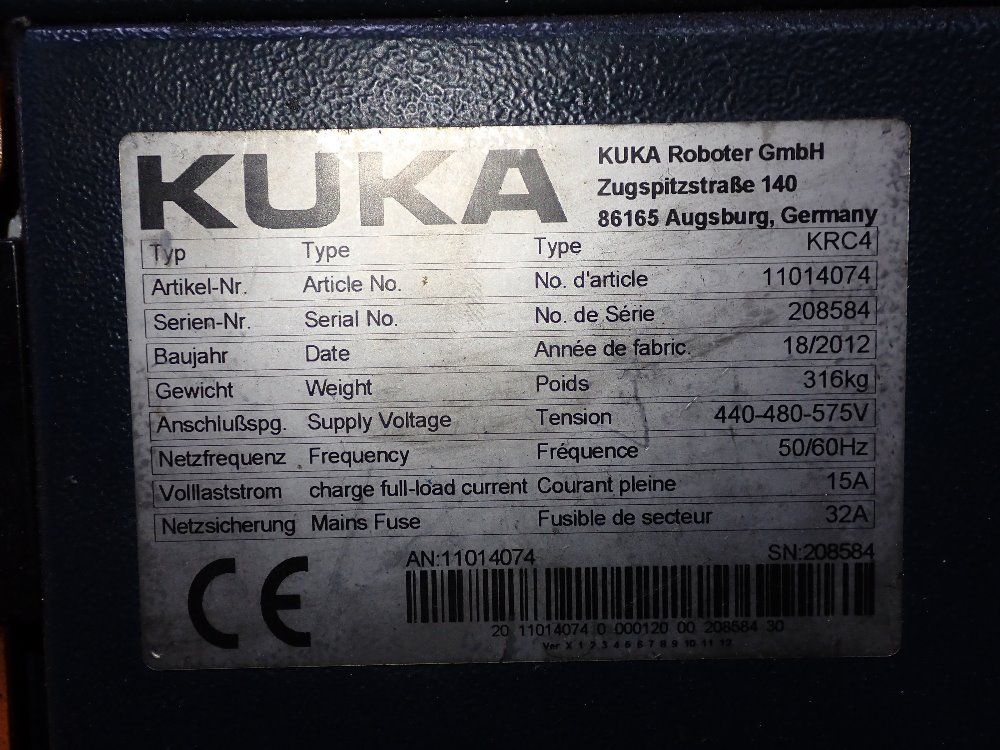 KUKA
KUKA Roboter GmbH
Zugspitzstraße 140
86165 Augsburg, Germany
Typ Type Type KRC4
Artikel-Nr. Article No. No. d'article 11014074
Serien-Nr. Serial No. No. de Série 208584
Baujahr Date Année de fabric. 18/2012
Gewicht Weight Poids 316kg
Anschlußspg. Supply Voltage Tension 440-480-575V
Netzfrequenz Frequency Fréquence 50/60Hz
Volllaststrom charge full-load current Courant pleine 15A
Netzsicherung Mains Fuse Fusible de secteur 32A
CE
AN:11014074 SN:208584
20 11014074 0 000120 00 208584 30
Ver X 1 2 3 4 5 6 7 8 9 10 11 12